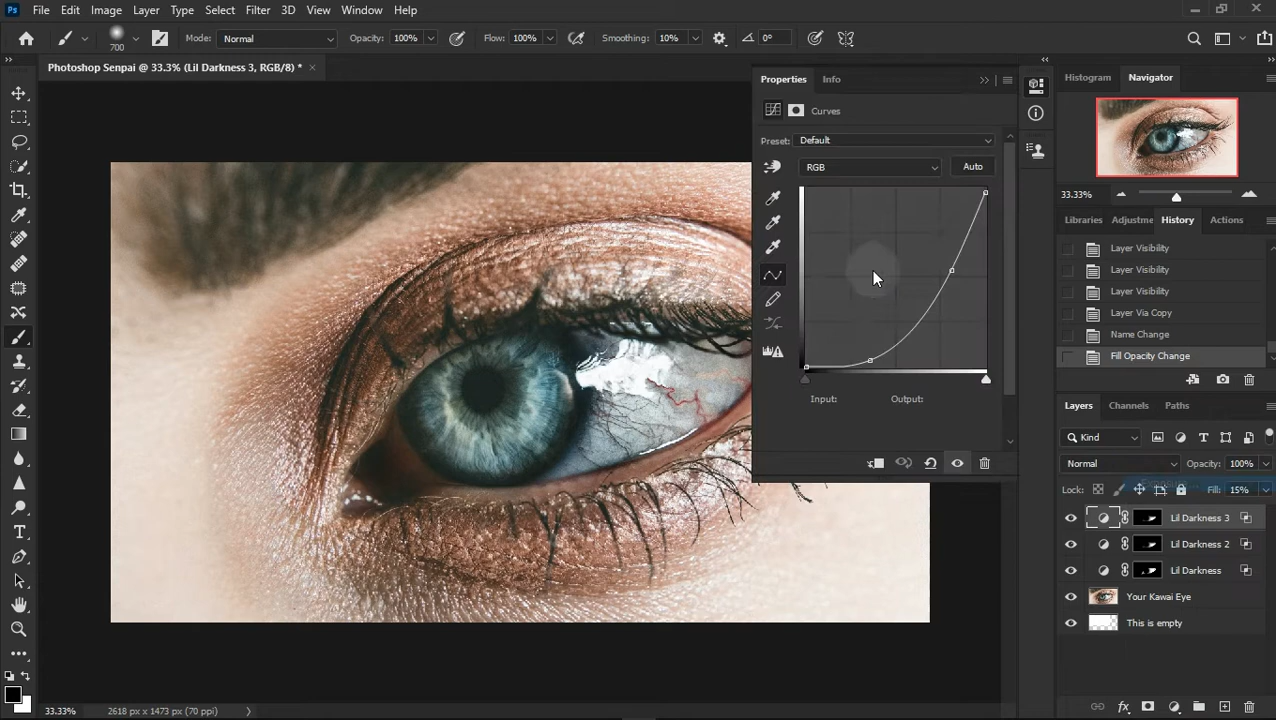 Ps File Edit Image Layer Type Select Filter 3D View Window Help
700 Mode: Normal Opacity: 100% Flow: 100% Smoothing: 10% 0°
Photoshop Senpai @ 33.3% (Lil Darkness 3, RGB/8) * ×
Properties Info
Curves
Preset: Default
RGB Auto
Input: Output:
Histogram Navigator
33.33%
Libraries Adjustme History Actions
Layer Visibility
Layer Visibility
Layer Visibility
Layer Via Copy
Name Change
Fill Opacity Change
Layers Channels Paths
Kind
Normal Opacity: 100%
Lock: Fill: 15%
Lil Darkness 3
Lil Darkness 2
Lil Darkness
Your Kawai Eye
This is empty
33.33% 2618 px x 1473 px (70 ppi)